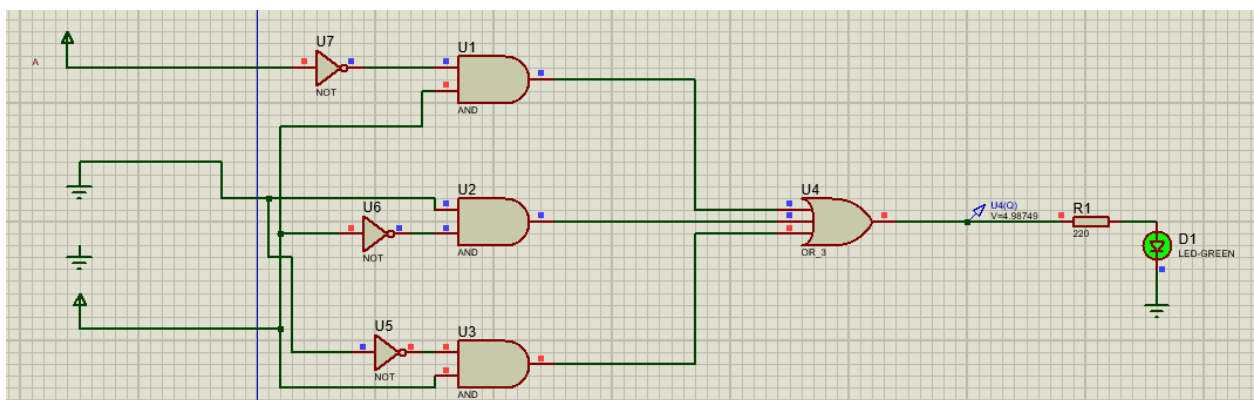 U7
U1
A
NOT
AND
U2
U4
U6
U4(Q)
V=4.98749
R1
220
D1
LED-GREEN
NOT
AND
OR_3
U5
U3
NOT
AND